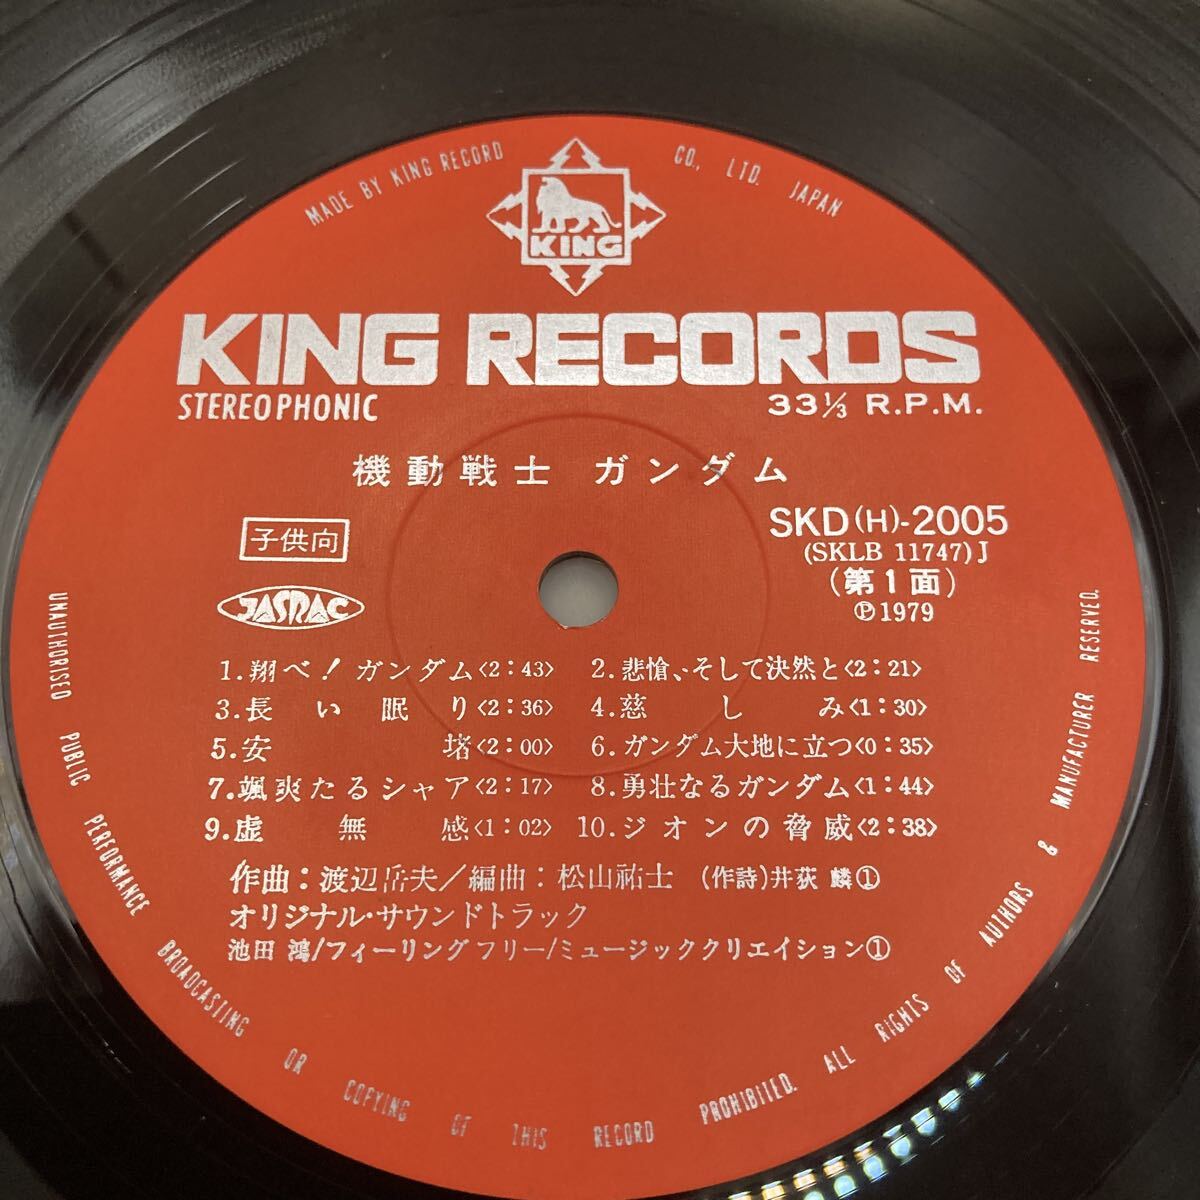 MADE BY KING RECORD CO., LTD. JAPAN
KING
KING RECORDS
STEREOPHONIC
33 1/3 R.P.M.
機動戦士 ガンダム
子供向
SKD(H)-2005
(SKLB 11747)J
JASRAC
(第1面)
Ⓟ1979
1.翔べ！ガンダム<2:43> 2.悲愴、そして決然と<2:21>
3.長い眠り<2:36> 4.慈しみ<1:30>
5.安堵<2:00> 6.ガンダム大地に立つ<0:35>
7.颯爽たるシャア<2:17> 8.勇壮なるガンダム<1:44>
9.虚無感<1:02> 10.ジオンの脅威<2:38>
作曲：渡辺岳夫／編曲：松山祐士 (作詩)井荻 麟①
オリジナル・サウンドトラック
池田 鴻/フィーリングフリー/ミュージッククリエイション①
UNAUTHORISED PUBLIC PERFORMANCE BROADCASTING OR COPYING OF THIS RECORD PROHIBITED. ALL RIGHTS OF AUTHORS & MANUFACTURER RESERVED.